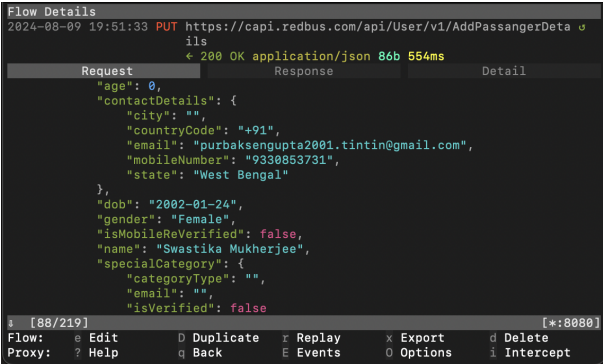 Flow Details
2024-08-09 19:51:33 PUT https://capi.redbus.com/api/User/v1/AddPassangerDeta ↺
ils
← 200 OK application/json 86b 554ms
Request Response Detail
"age": 0,
"contactDetails": {
"city": "",
"countryCode": "+91",
"email": "purbaksengupta2001.tintin@gmail.com",
"mobileNumber": "9330853731",
"state": "West Bengal"
},
"dob": "2002-01-24",
"gender": "Female",
"isMobileReVerified": false,
"name": "Swastika Mukherjee",
"specialCategory": {
"categoryType": "",
"email": "",
"isVerified": false
⇩ [88/219] [*:8080]
Flow: e Edit D Duplicate r Replay x Export d Delete
Proxy: ? Help q Back E Events O Options i Intercept